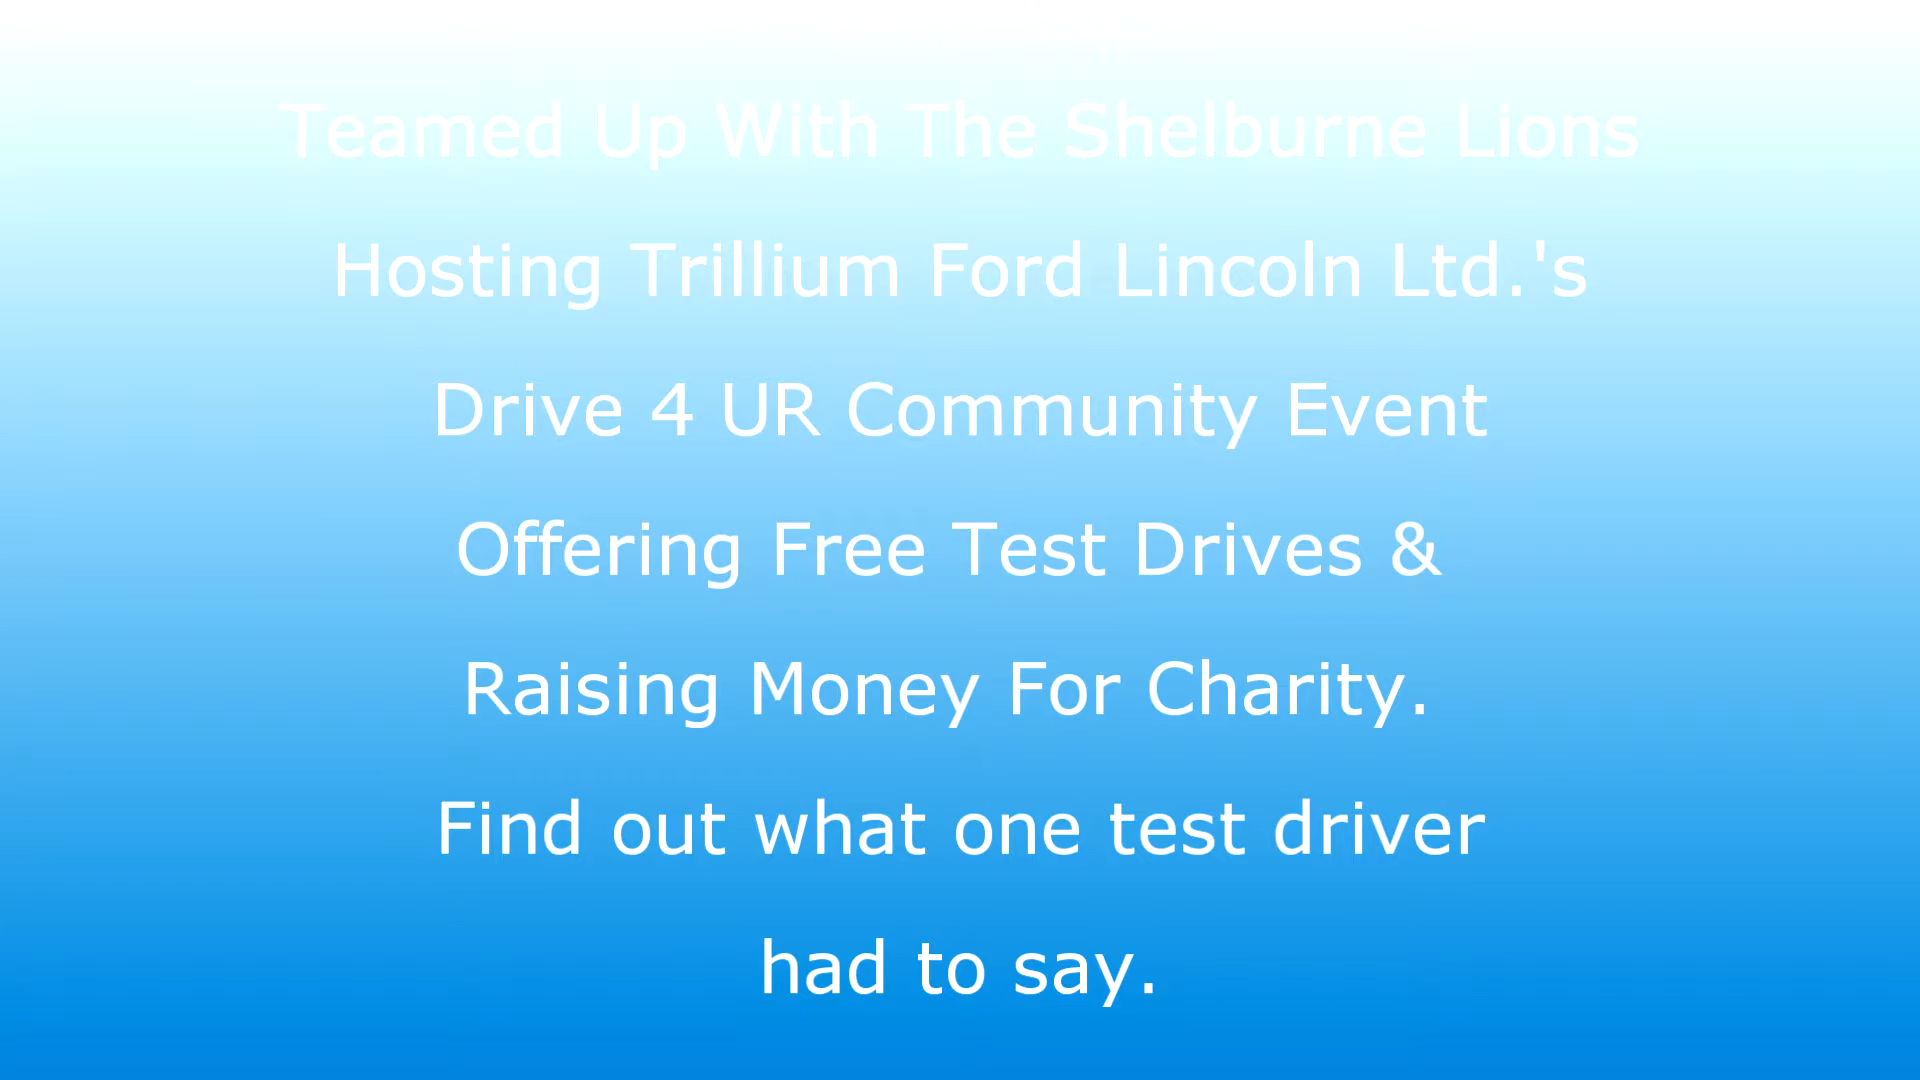 Teamed Up With The Shelburne Lions
Hosting Trillium Ford Lincoln Ltd.'s
Drive 4 UR Community Event
Offering Free Test Drives &
Raising Money For Charity.
Find out what one test driver
had to say.